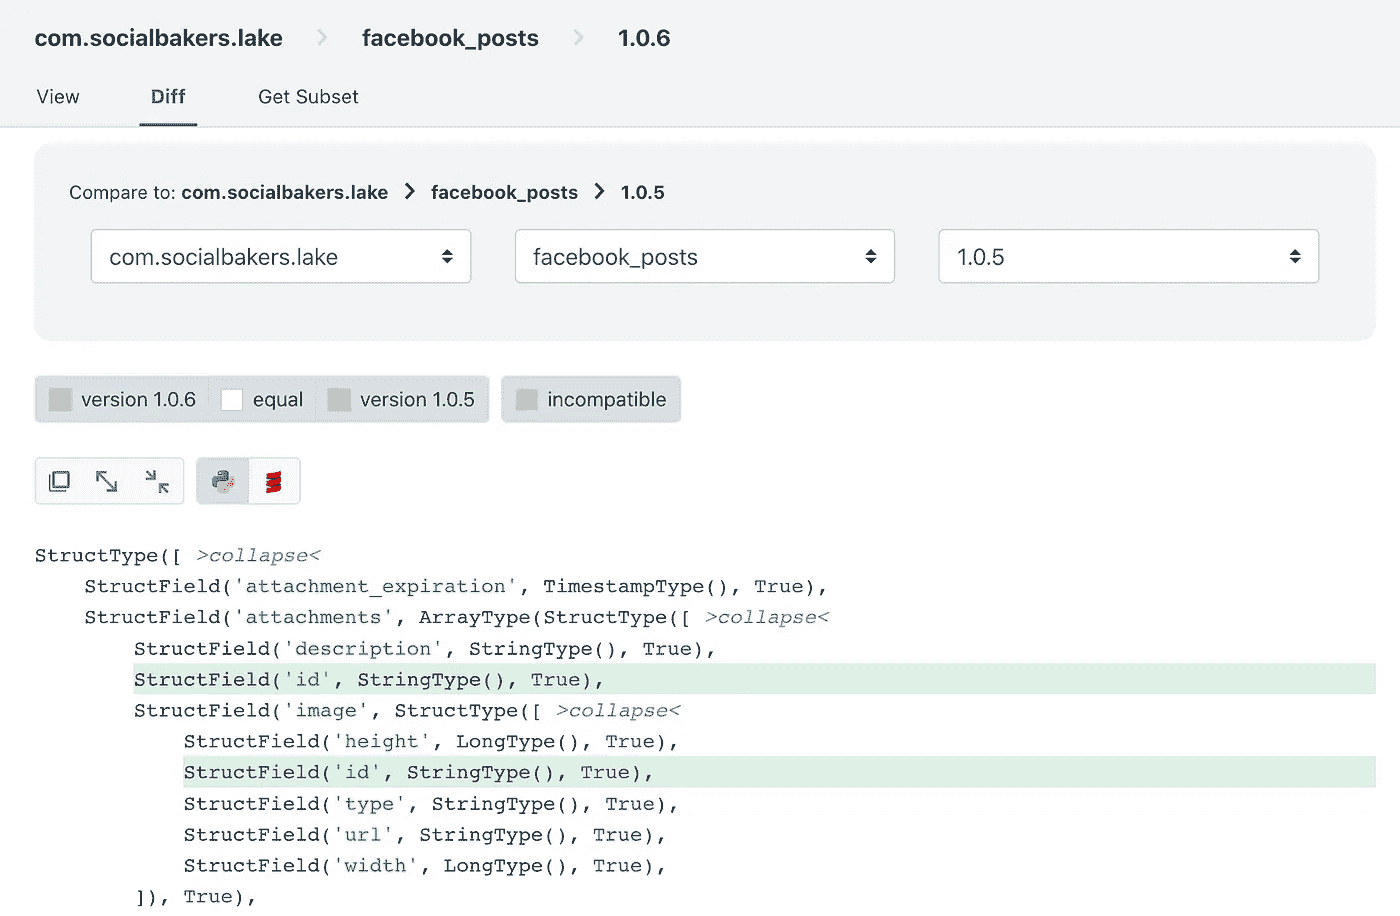 com.socialbakers.lake > facebook_posts > 1.0.6
View Diff Get Subset
Compare to: com.socialbakers.lake > facebook_posts > 1.0.5
com.socialbakers.lake facebook_posts 1.0.5
version 1.0.6 equal version 1.0.5 incompatible
StructType([ >collapse<
StructField('attachment_expiration', TimestampType(), True),
StructField('attachments', ArrayType(StructType([ >collapse<
StructField('description', StringType(), True),
StructField('id', StringType(), True),
StructField('image', StructType([ >collapse<
StructField('height', LongType(), True),
StructField('id', StringType(), True),
StructField('type', StringType(), True),
StructField('url', StringType(), True),
StructField('width', LongType(), True),
]), True),